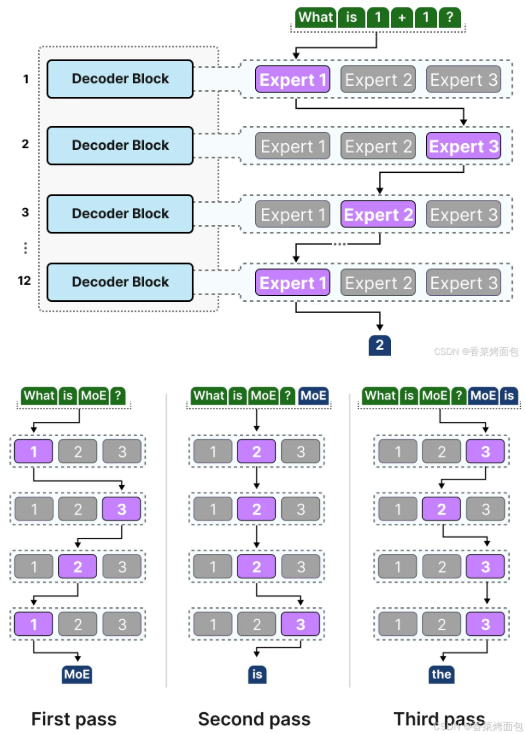 What is 1 + 1 ?
1 Decoder Block Expert 1 Expert 2 Expert 3
2 Decoder Block Expert 1 Expert 2 Expert 3
3 Decoder Block Expert 1 Expert 2 Expert 3
⋮ ...
12 Decoder Block Expert 1 Expert 2 Expert 3
2
CSDN @香菜烤面包
What is MoE ? What is MoE ? MoE What is MoE ? MoE is
1 2 3 1 2 3 1 2 3
1 2 3 1 2 3 1 2 3
1 2 3 1 2 3 1 2 3
1 2 3 1 2 3 1 2 3
MoE is the
First pass Second pass Third pass
CSDN @香菜烤面包